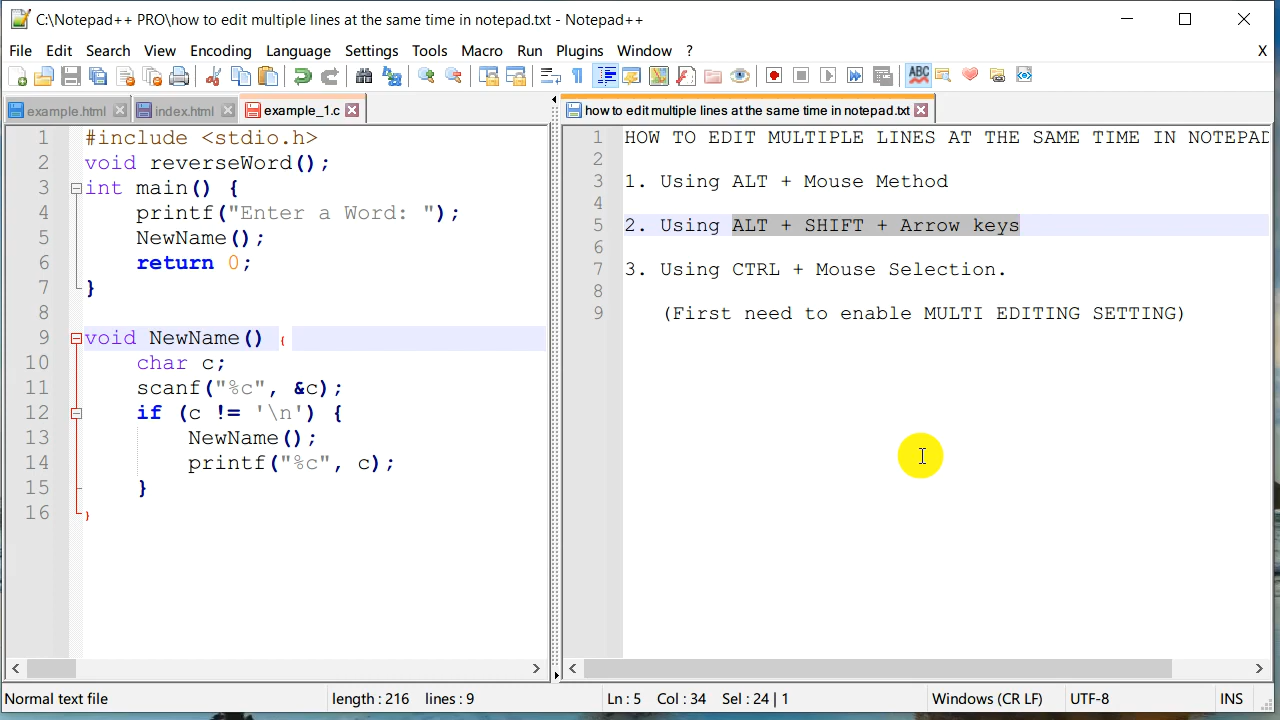 C:\Notepad++ PRO\how to edit multiple lines at the same time in notepad.txt - Notepad++
File Edit Search View Encoding Language Settings Tools Macro Run Plugins Window ? X
example.html index.html example_1.c
1 #include <stdio.h>
2 void reverseWord();
3 int main() {
4 printf("Enter a Word: ");
5 NewName();
6 return 0;
7 }
8
9 void NewName() {
10 char c;
11 scanf("%c", &c);
12 if (c != '\n') {
13 NewName();
14 printf("%c", c);
15 }
16 }
how to edit multiple lines at the same time in notepad.txt
1 HOW TO EDIT MULTIPLE LINES AT THE SAME TIME IN NOTEPAD
2
3 1. Using ALT + Mouse Method
4
5 2. Using ALT + SHIFT + Arrow keys
6
7 3. Using CTRL + Mouse Selection.
8
9 (First need to enable MULTI EDITING SETTING)
Normal text file length : 216 lines : 9 Ln : 5 Col : 34 Sel : 24 | 1 Windows (CR LF) UTF-8 INS